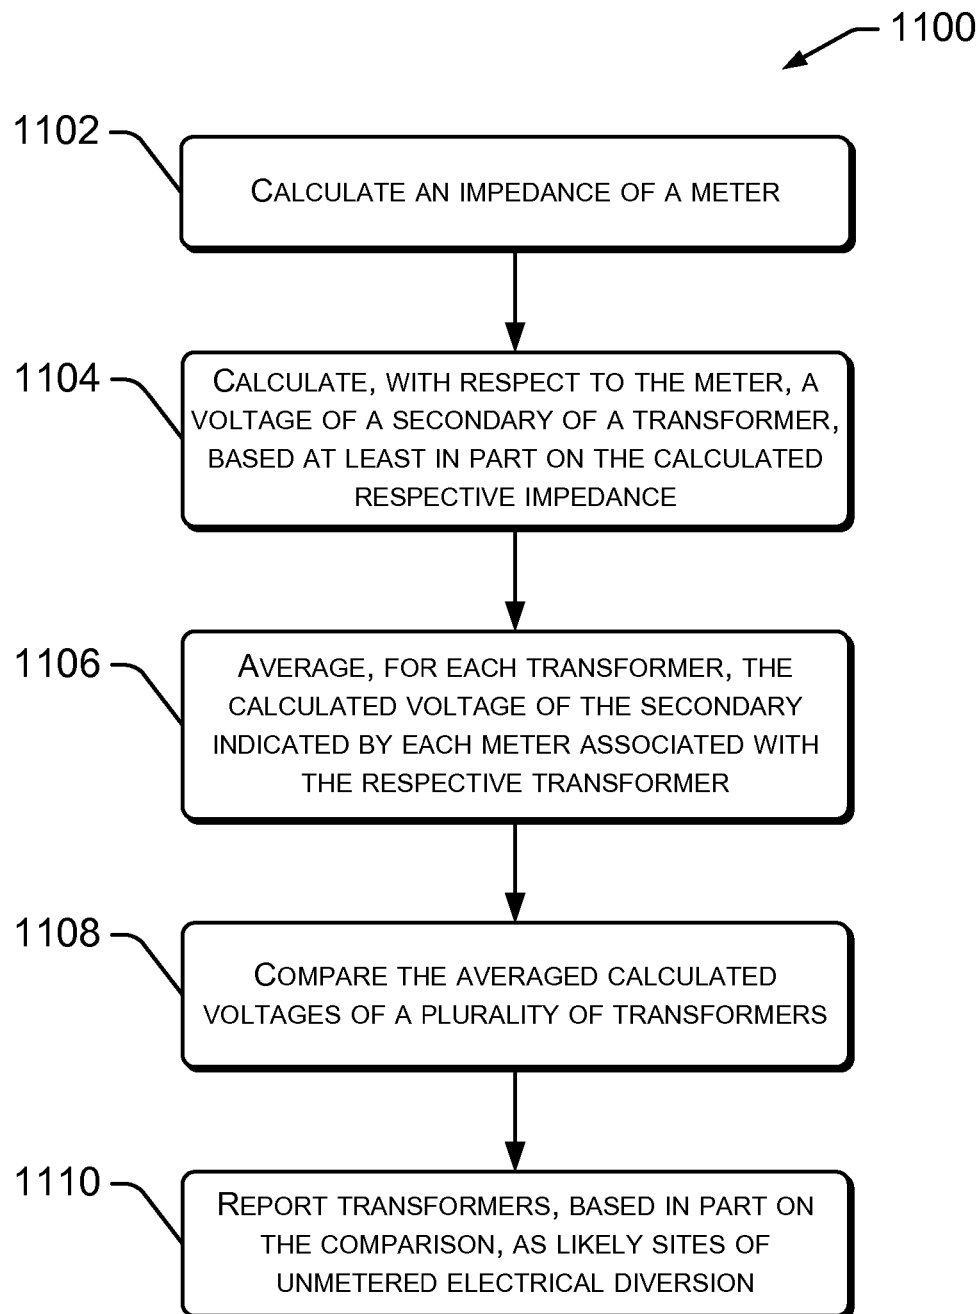 1100
1102
CALCULATE AN IMPEDANCE OF A METER
1104
CALCULATE, WITH RESPECT TO THE METER, A
VOLTAGE OF A SECONDARY OF A TRANSFORMER,
BASED AT LEAST IN PART ON THE CALCULATED
RESPECTIVE IMPEDANCE
1106
AVERAGE, FOR EACH TRANSFORMER, THE
CALCULATED VOLTAGE OF THE SECONDARY
INDICATED BY EACH METER ASSOCIATED WITH
THE RESPECTIVE TRANSFORMER
1108
COMPARE THE AVERAGED CALCULATED
VOLTAGES OF A PLURALITY OF TRANSFORMERS
1110
REPORT TRANSFORMERS, BASED IN PART ON
THE COMPARISON, AS LIKELY SITES OF
UNMETERED ELECTRICAL DIVERSION